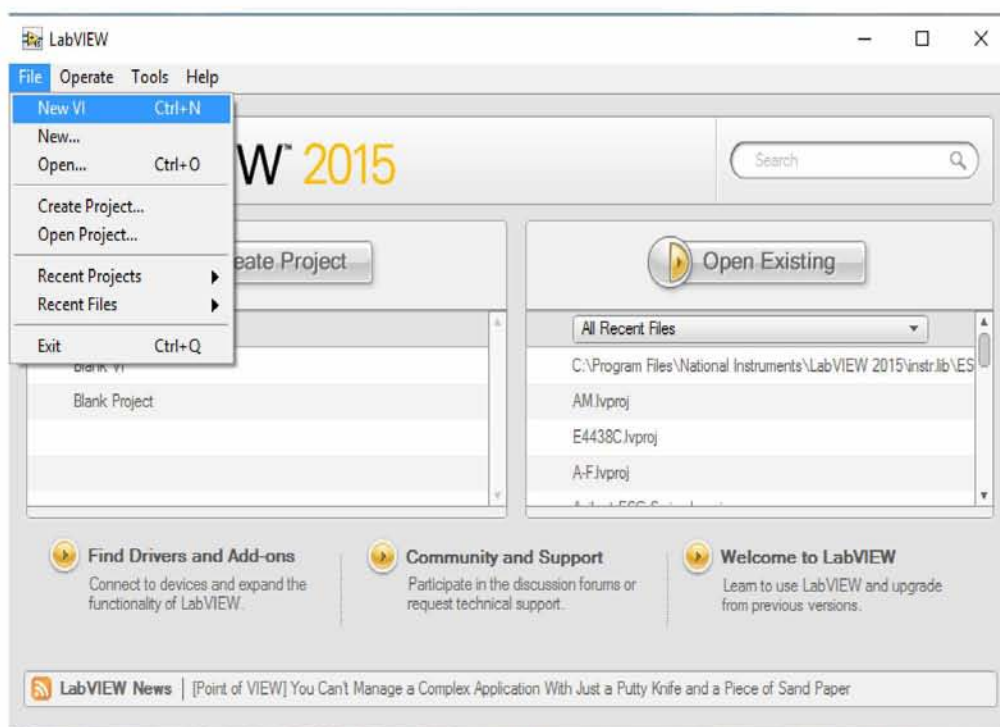 LabVIEW
File Operate Tools Help
New VI Ctrl+N
New...
Open... Ctrl+O
Create Project...
Open Project...
Recent Projects
Recent Files
Exit Ctrl+Q
W™ 2015
Search
eate Project
Open Existing
All Recent Files
Blank VI
C:\Program Files\National Instruments\LabVIEW 2015\instr.lib\ES
Blank Project
AM.lvproj
E4438C.lvproj
A-F.lvproj
Find Drivers and Add-ons
Connect to devices and expand the
functionality of LabVIEW.
Community and Support
Participate in the discussion forums or
request technical support.
Welcome to LabVIEW
Learn to use LabVIEW and upgrade
from previous versions.
LabVIEW News | [Point of VIEW] You Can't Manage a Complex Application With Just a Putty Knife and a Piece of Sand Paper